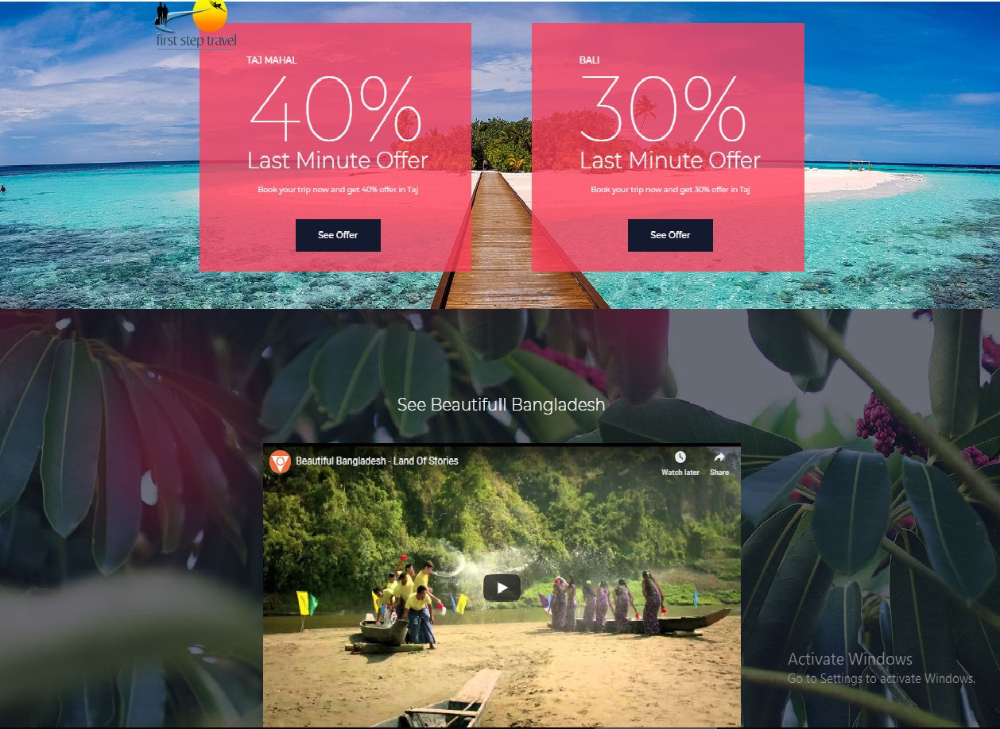 first step travel
TAJ MAHAL
40%
Last Minute Offer
Book your trip now and get 40% offer in Taj
See Offer
BALI
30%
Last Minute Offer
Book your trip now and get 30% offer in Taj
See Offer
See Beautifull Bangladesh
Beautiful Bangladesh - Land Of Stories
Watch later
Share
Activate Windows
Go to Settings to activate Windows.